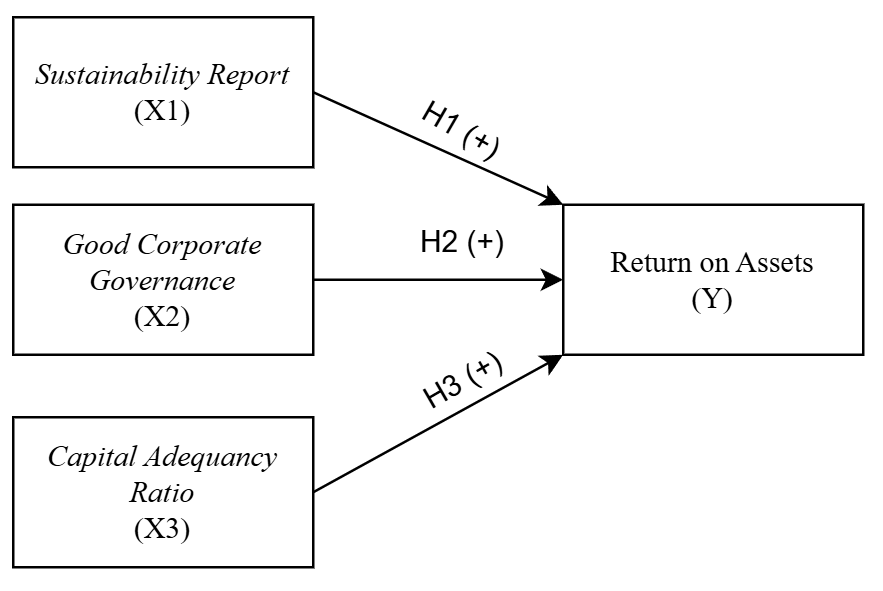 Sustainability Report
(X1)
H1 (+)
Good Corporate
Governance
(X2)
H2 (+)
Return on Assets
(Y)
H3 (+)
Capital Adequancy
Ratio
(X3)